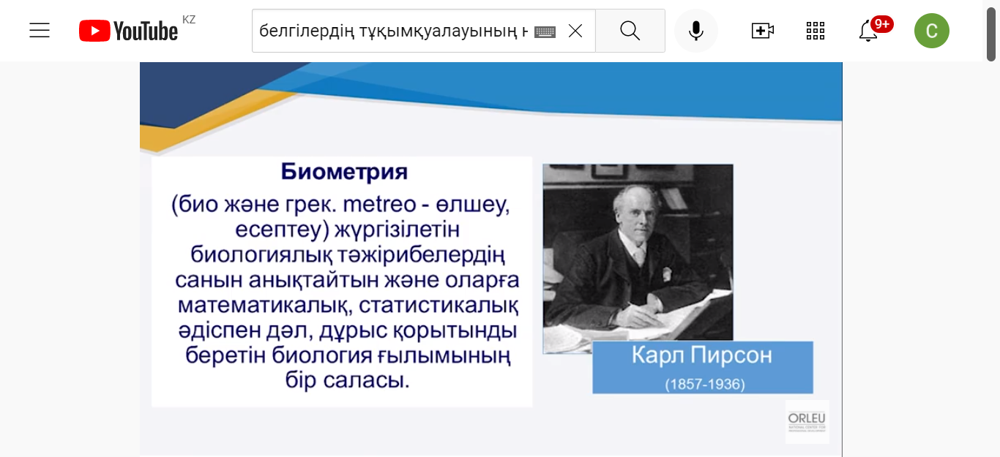 YouTube KZ
белгілердің тұқымқуалауының н
9+
C
Биометрия
(био және грек. metreo - өлшеу,
есептеу) жүргізілетін
биологиялық тәжірибелердің
санын анықтайтын және оларға
математикалық, статистикалық
әдіспен дәл, дұрыс қорытынды
беретін биология ғылымының
бір саласы.
Карл Пирсон
(1857-1936)
ORLEU